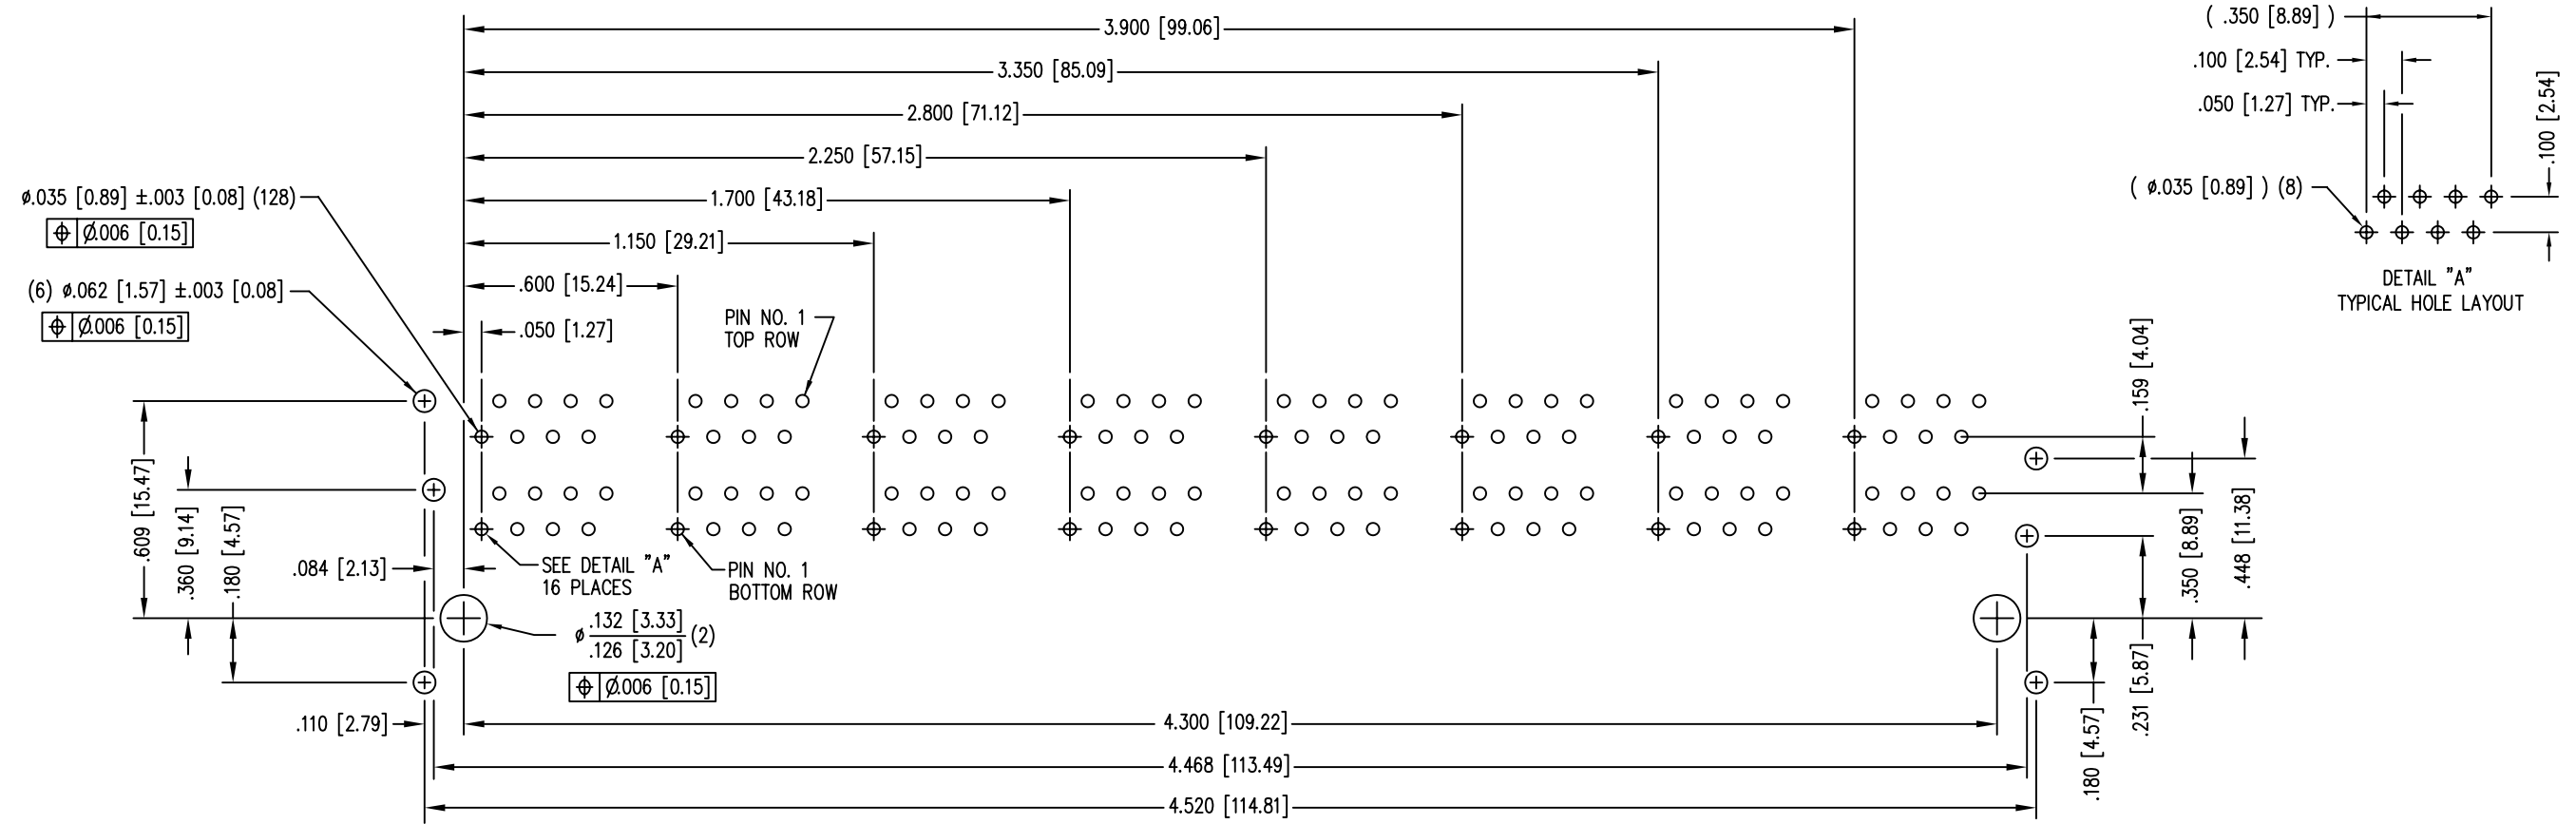 3.900 [99.06]
3.350 [85.09]
2.800 [71.12]
2.250 [57.15]
1.700 [43.18]
1.150 [29.21]
.600 [15.24]
.050 [1.27]
ø.035 [0.89] ±.003 [0.08] (128)
⌖ Ø.006 [0.15]
(6) ø.062 [1.57] ±.003 [0.08]
⌖ Ø.006 [0.15]
PIN NO. 1
TOP ROW
( .350 [8.89] )
.100 [2.54] TYP.
.050 [1.27] TYP.
.100 [2.54]
( ø.035 [0.89] ) (8)
DETAIL "A"
TYPICAL HOLE LAYOUT
.609 [15.47]
.360 [9.14]
.180 [4.57]
.084 [2.13]
.110 [2.79]
SEE DETAIL "A"
16 PLACES
PIN NO. 1
BOTTOM ROW
ø .132 [3.33] (2)
.126 [3.20]
⌖ Ø.006 [0.15]
.159 [4.04]
.448 [11.38]
.350 [8.89]
.231 [5.87]
.180 [4.57]
4.300 [109.22]
4.468 [113.49]
4.520 [114.81]